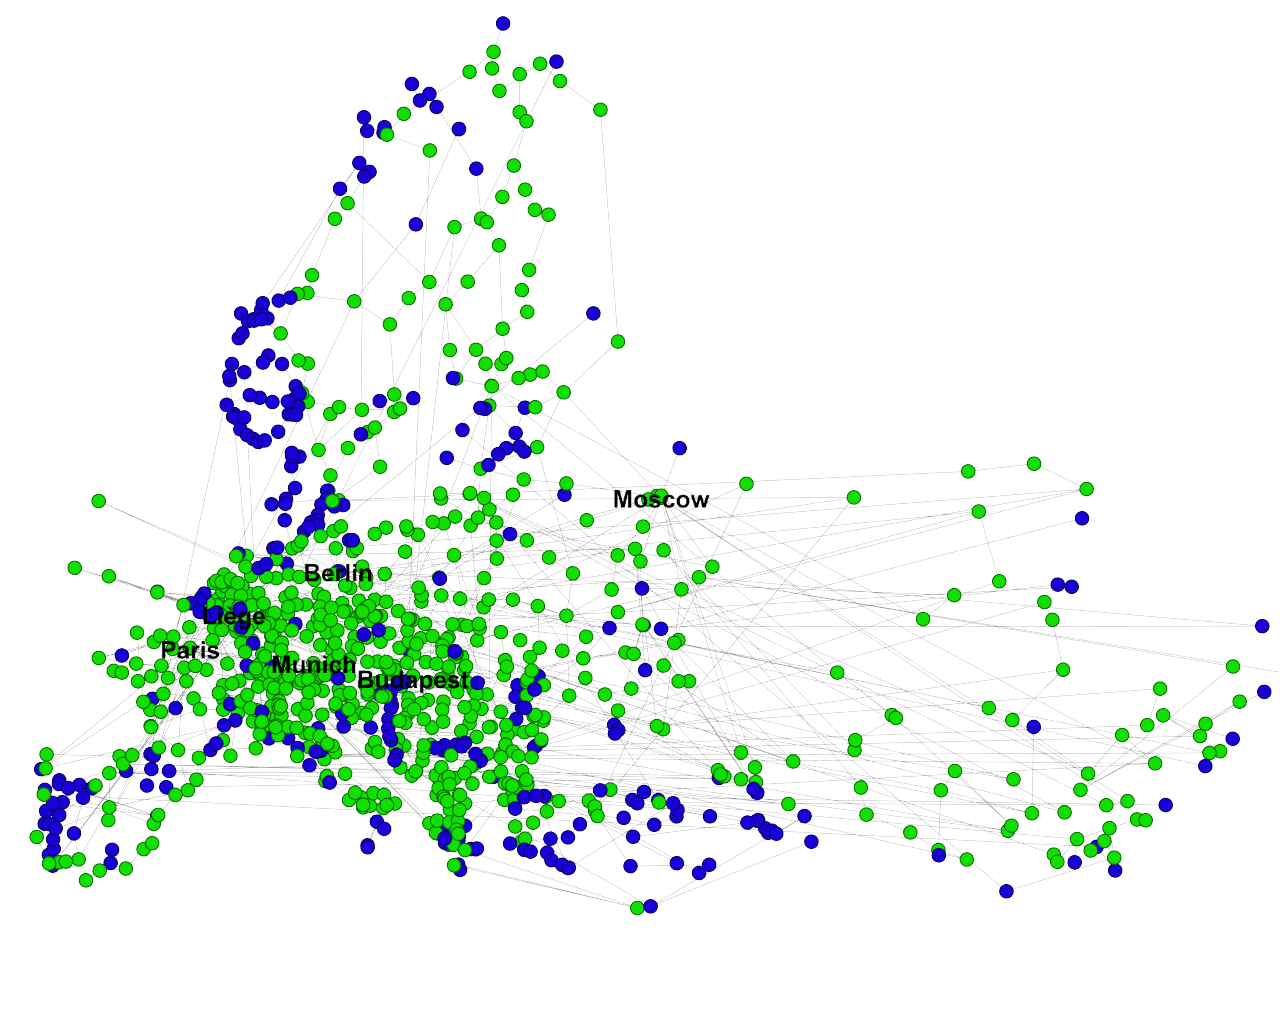 Moscow
Berlin
Liège
Paris
Munich
Budapest